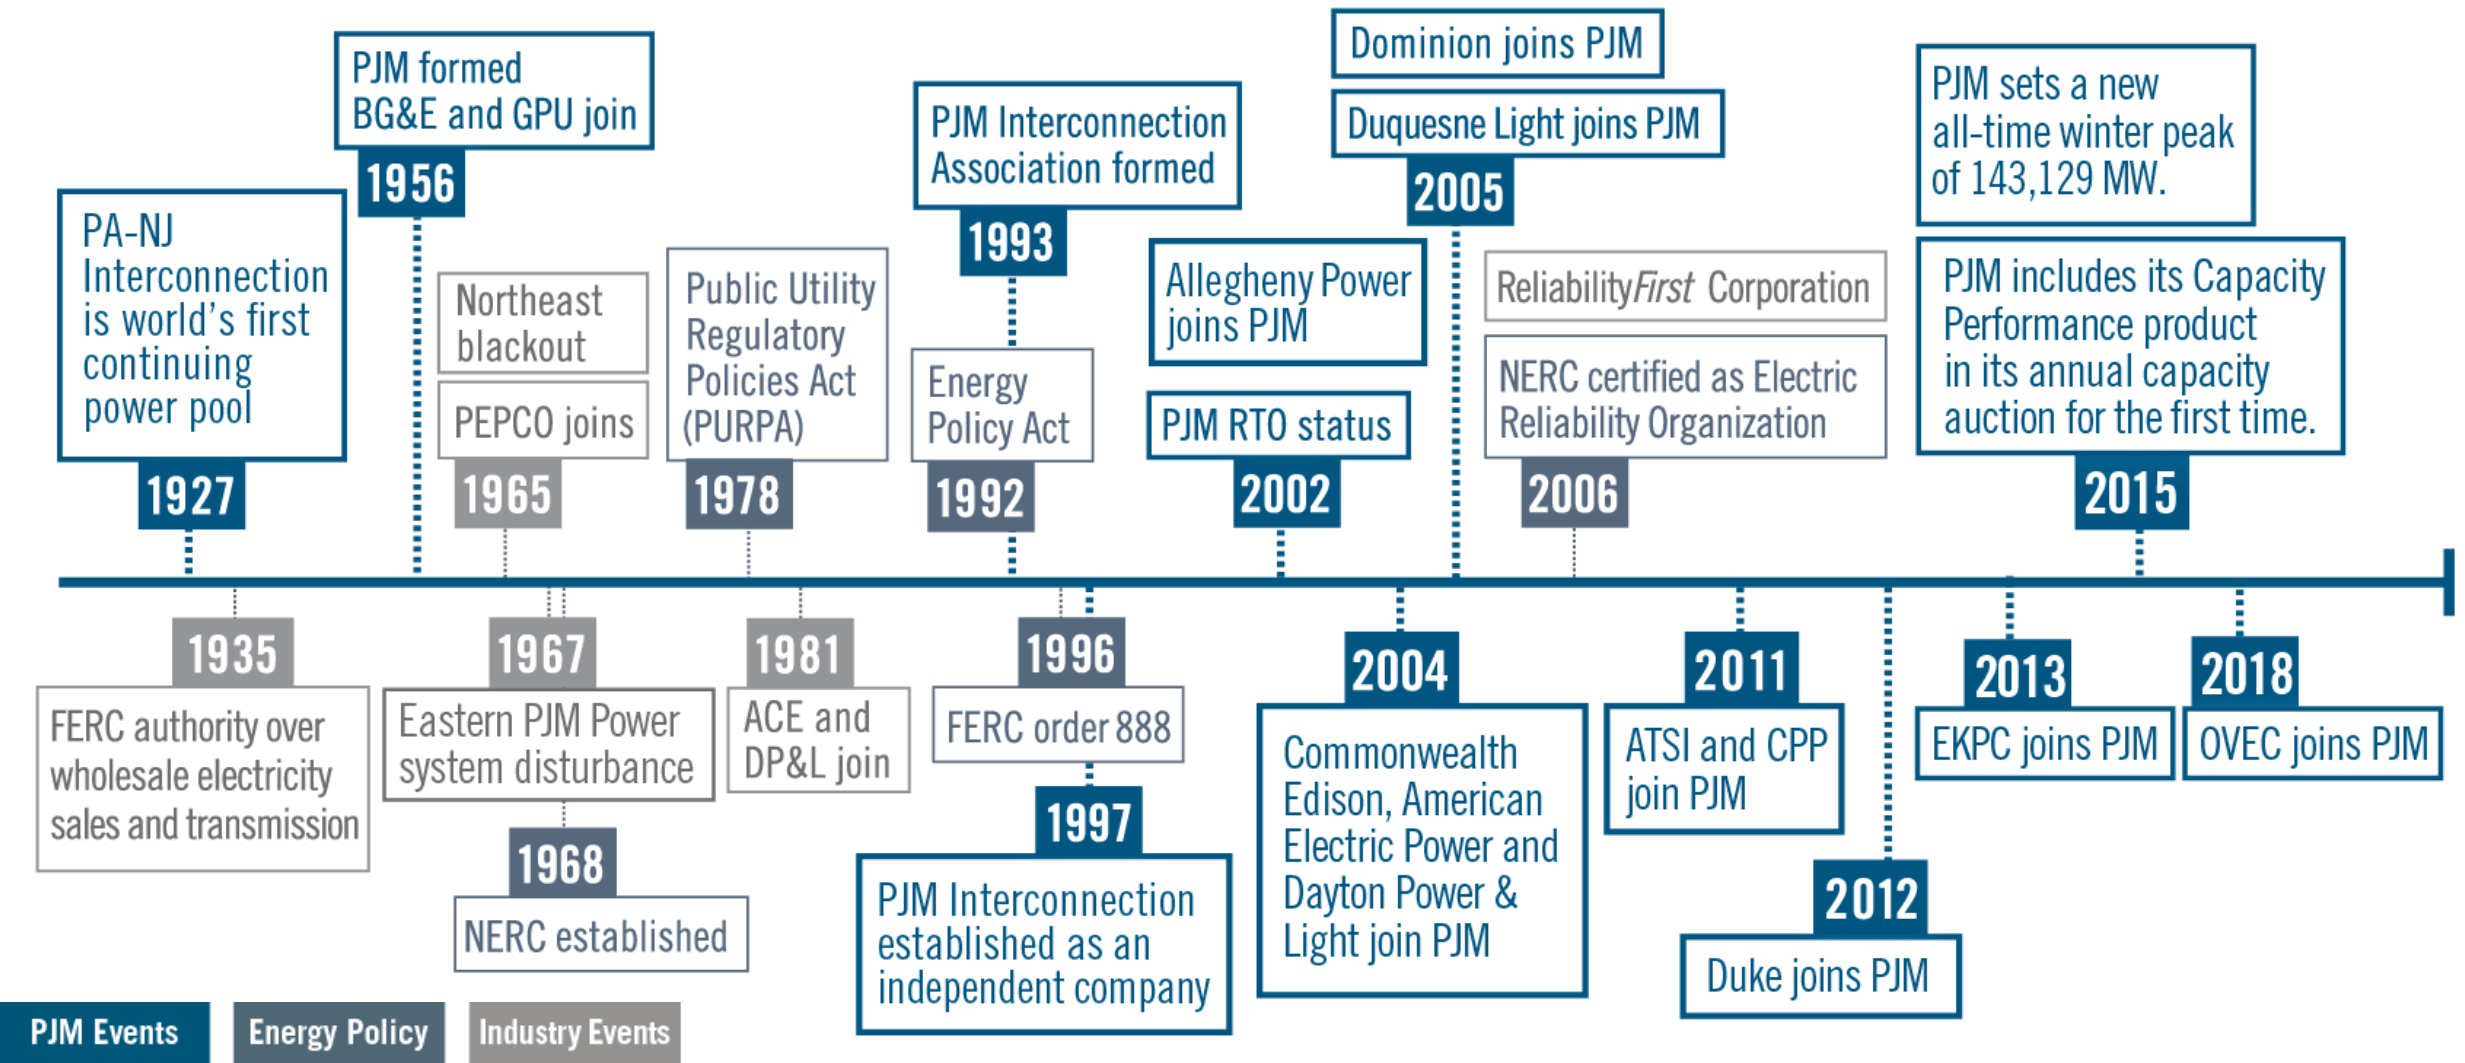 PJM formed
BG&E and GPU join
1956
PA-NJ
Interconnection
is world's first
continuing
power pool
1927
Northeast
blackout
PEPCO joins
1965
Public Utility
Regulatory
Policies Act
(PURPA)
1978
PJM Interconnection
Association formed
1993
Energy
Policy Act
1992
Allegheny Power
joins PJM
PJM RTO status
2002
Dominion joins PJM
Duquesne Light joins PJM
2005
ReliabilityFirst Corporation
NERC certified as Electric
Reliability Organization
2006
PJM sets a new
all-time winter peak
of 143,129 MW.
PJM includes its Capacity
Performance product
in its annual capacity
auction for the first time.
2015
1935
FERC authority over
wholesale electricity
sales and transmission
1967
Eastern PJM Power
system disturbance
1968
NERC established
1981
ACE and
DP&L join
1996
FERC order 888
1997
PJM Interconnection
established as an
independent company
2004
Commonwealth
Edison, American
Electric Power and
Dayton Power &
Light join PJM
2011
ATSI and CPP
join PJM
2012
Duke joins PJM
2013
EKPC joins PJM
2018
OVEC joins PJM
PJM Events
Energy Policy
Industry Events